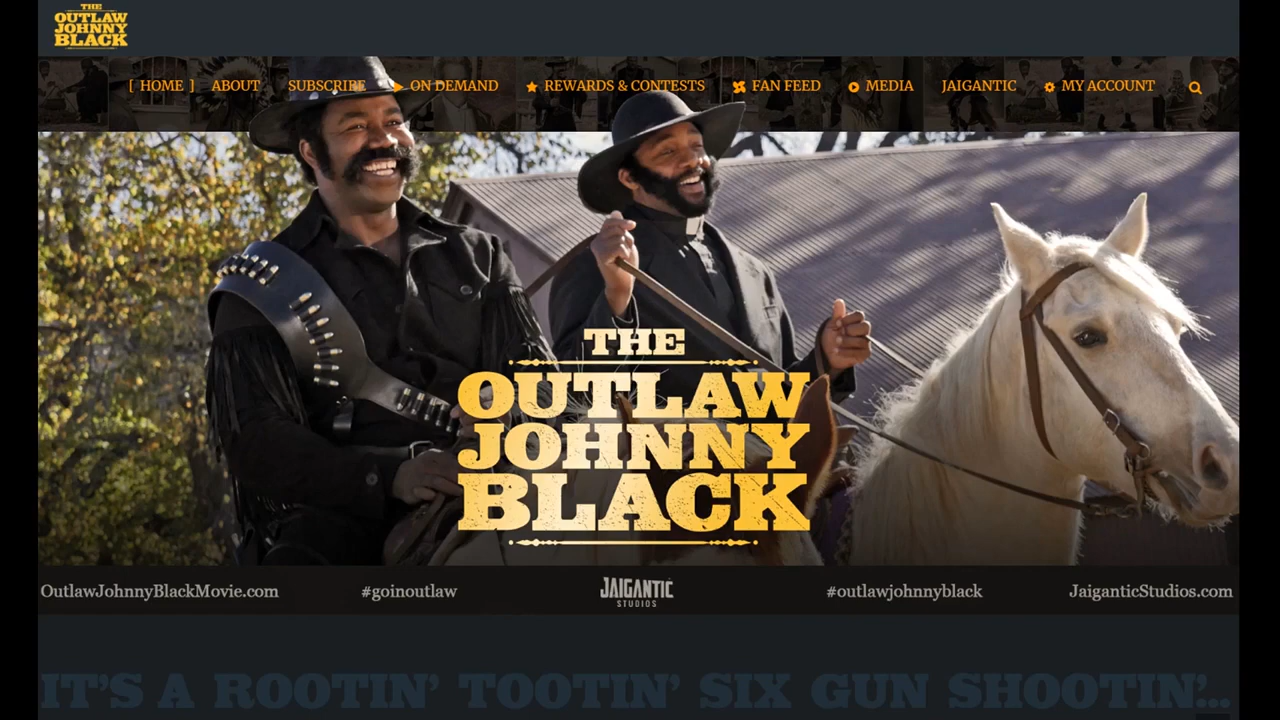 THE
OUTLAW
JOHNNY
BLACK
[ HOME ] ABOUT SUBSCRIBE ON DEMAND REWARDS & CONTESTS FAN FEED MEDIA JAIGANTIC MY ACCOUNT
THE
OUTLAW
JOHNNY
BLACK
OutlawJohnnyBlackMovie.com #goinoutlaw JAIGANTIC #outlawjohnnyblack JaiganticStudios.com
STUDIOS
IT'S A ROOTIN' TOOTIN' SIX GUN SHOOTIN'...